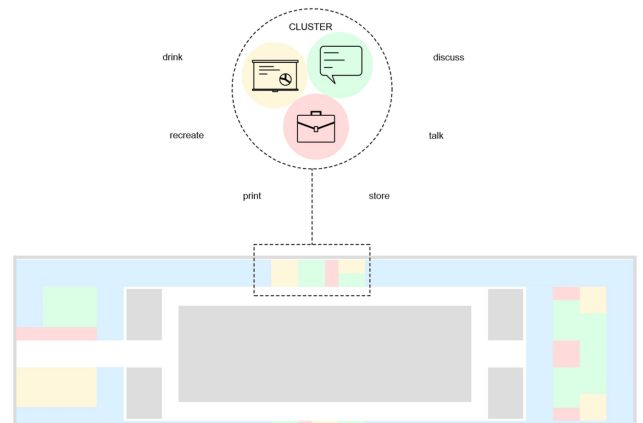 CLUSTER
drink
discuss
recreate
talk
print
store